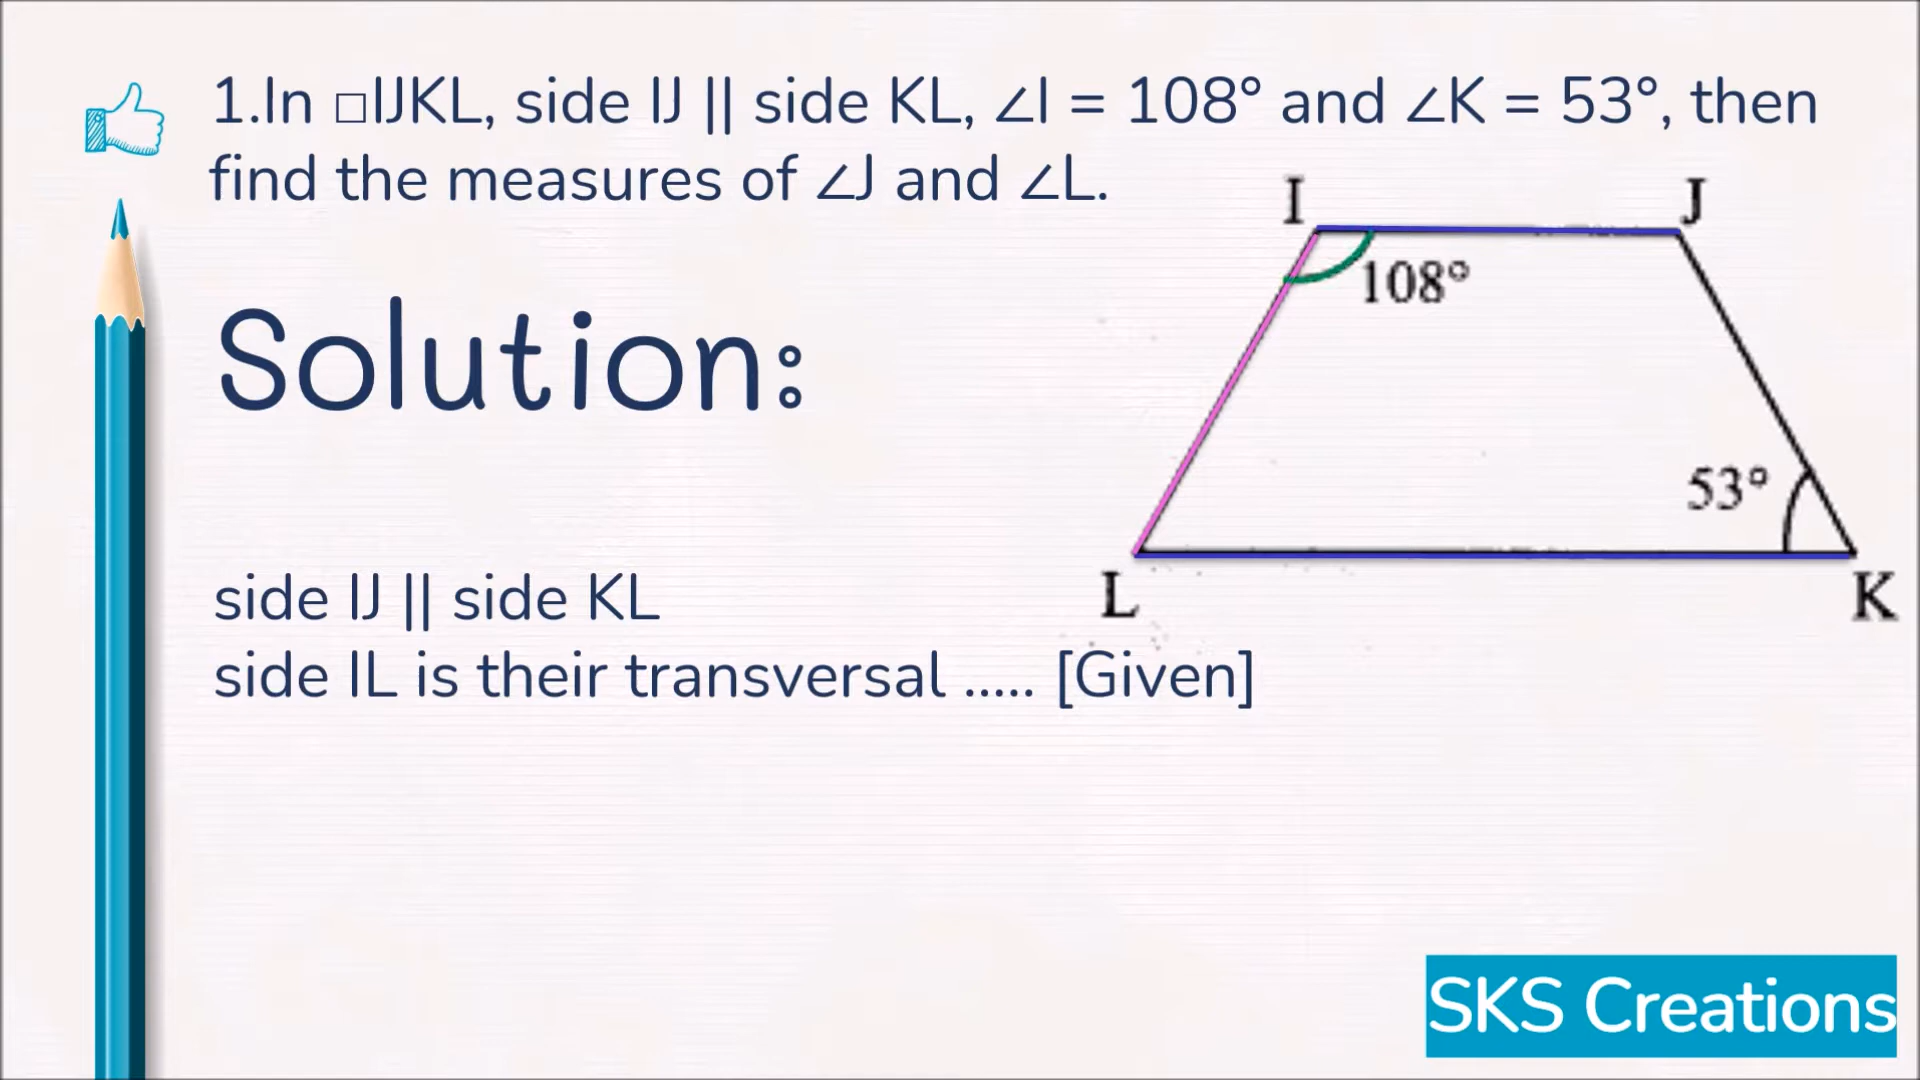 1.In □IJKL, side IJ || side KL, ∠I = 108° and ∠K = 53°, then
find the measures of ∠J and ∠L.
I
J
108°
Solution:
53°
L
K
side IJ || side KL
side IL is their transversal ..... [Given]
SKS Creations